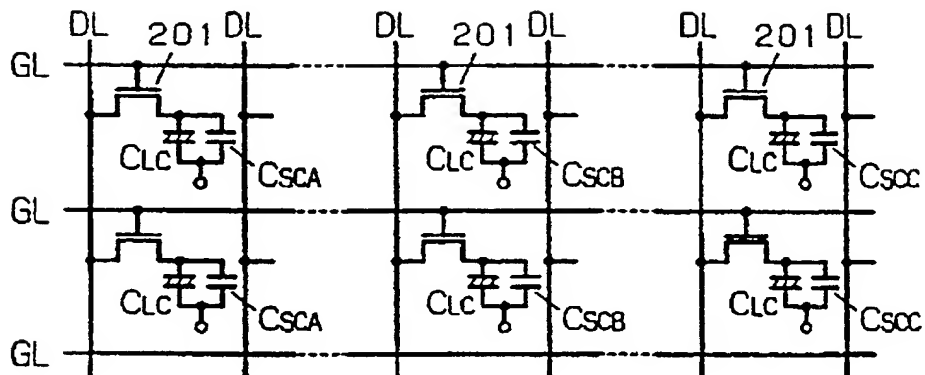 DL 201 DL DL 201 DL DL 201 DL
GL
CLC CSCA CLC CSCB CLC CSCC
GL
CLC CSCA CLC CSCB CLC CSCC
GL